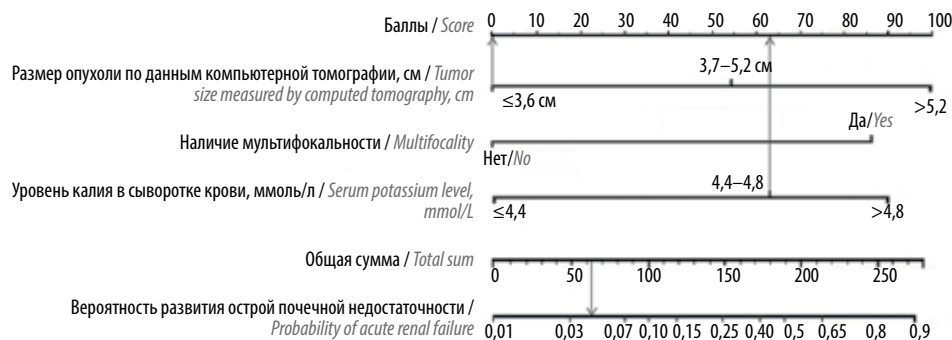 Баллы / Score
0 10 20 30 40 50 60 70 80 90 100
Размер опухоли по данным компьютерной томографии, см / Tumor
size measured by computed tomography, cm
3,7–5,2 см
≤3,6 см
>5,2
Наличие мультифокальности / Multifocality
Да/Yes
Нет/No
Уровень калия в сыворотке крови, ммоль/л / Serum potassium level,
mmol/L
4,4–4,8
≤4,4
>4,8
Общая сумма / Total sum
0 50 100 150 200 250
Вероятность развития острой почечной недостаточности /
Probability of acute renal failure
0,01 0,03 0,07 0,10 0,15 0,25 0,40 0,5 0,65 0,8 0,9